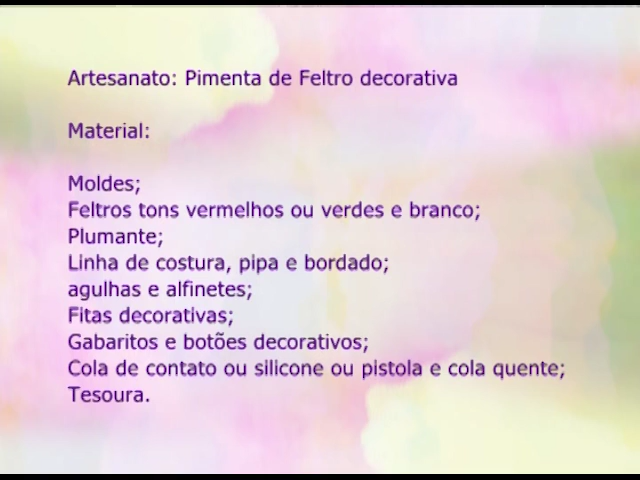 Artesanato: Pimenta de Feltro decorativa
Material:
Moldes;
Feltros tons vermelhos ou verdes e branco;
Plumante;
Linha de costura, pipa e bordado;
agulhas e alfinetes;
Fitas decorativas;
Gabaritos e botões decorativos;
Cola de contato ou silicone ou pistola e cola quente;
Tesoura.